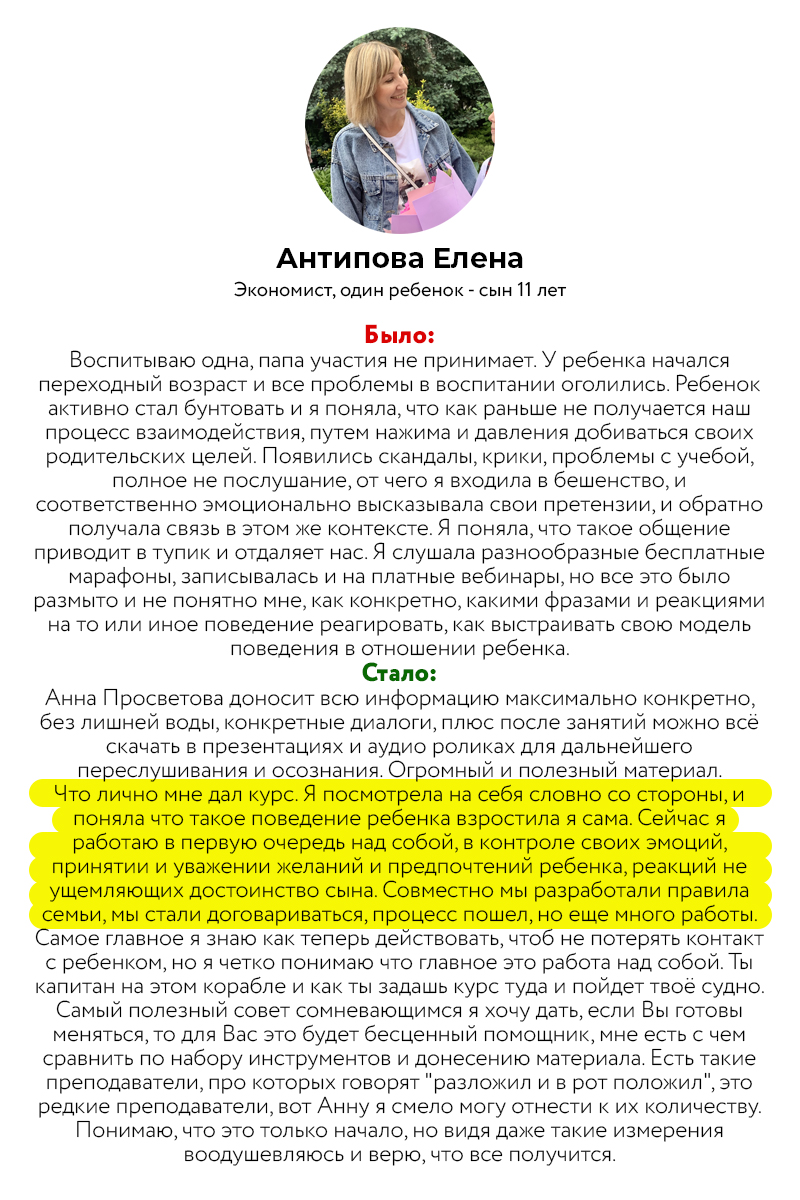 Антипова Елена
Экономист, один ребенок - сын 11 лет
Было:
Воспитываю одна, папа участия не принимает. У ребенка начался
переходный возраст и все проблемы в воспитании оголились. Ребенок
активно стал бунтовать и я поняла, что как раньше не получается наш
процесс взаимодействия, путем нажима и давления добиваться своих
родительских целей. Появились скандалы, крики, проблемы с учебой,
полное не послушание, от чего я входила в бешенство, и
соответственно эмоционально высказывала свои претензии, и обратно
получала связь в этом же контексте. Я поняла, что такое общение
приводит в тупик и отдаляет нас. Я слушала разнообразные бесплатные
марафоны, записывалась и на платные вебинары, но все это было
размыто и не понятно мне, как конкретно, какими фразами и реакциями
на то или иное поведение реагировать, как выстраивать свою модель
поведения в отношении ребенка.
Стало:
Анна Просветова доносит всю информацию максимально конкретно,
без лишней воды, конкретные диалоги, плюс после занятий можно всё
скачать в презентациях и аудио роликах для дальнейшего
переслушивания и осознания. Огромный и полезный материал.
Что лично мне дал курс. Я посмотрела на себя словно со стороны, и
поняла что такое поведение ребенка взростила я сама. Сейчас я
работаю в первую очередь над собой, в контроле своих эмоций,
принятии и уважении желаний и предпочтений ребенка, реакций не
ущемляющих достоинство сына. Совместно мы разработали правила
семьи, мы стали договариваться, процесс пошел, но еще много работы.
Самое главное я знаю как теперь действовать, чтоб не потерять контакт
с ребенком, но я четко понимаю что главное это работа над собой. Ты
капитан на этом корабле и как ты задашь курс туда и пойдет твоё судно.
Самый полезный совет сомневающимся я хочу дать, если Вы готовы
меняться, то для Вас это будет бесценный помощник, мне есть с чем
сравнить по набору инструментов и донесению материала. Есть такие
преподаватели, про которых говорят "разложил и в рот положил", это
редкие преподаватели, вот Анну я смело могу отнести к их количеству.
Понимаю, что это только начало, но видя даже такие измерения
воодушевляюсь и верю, что все получится.